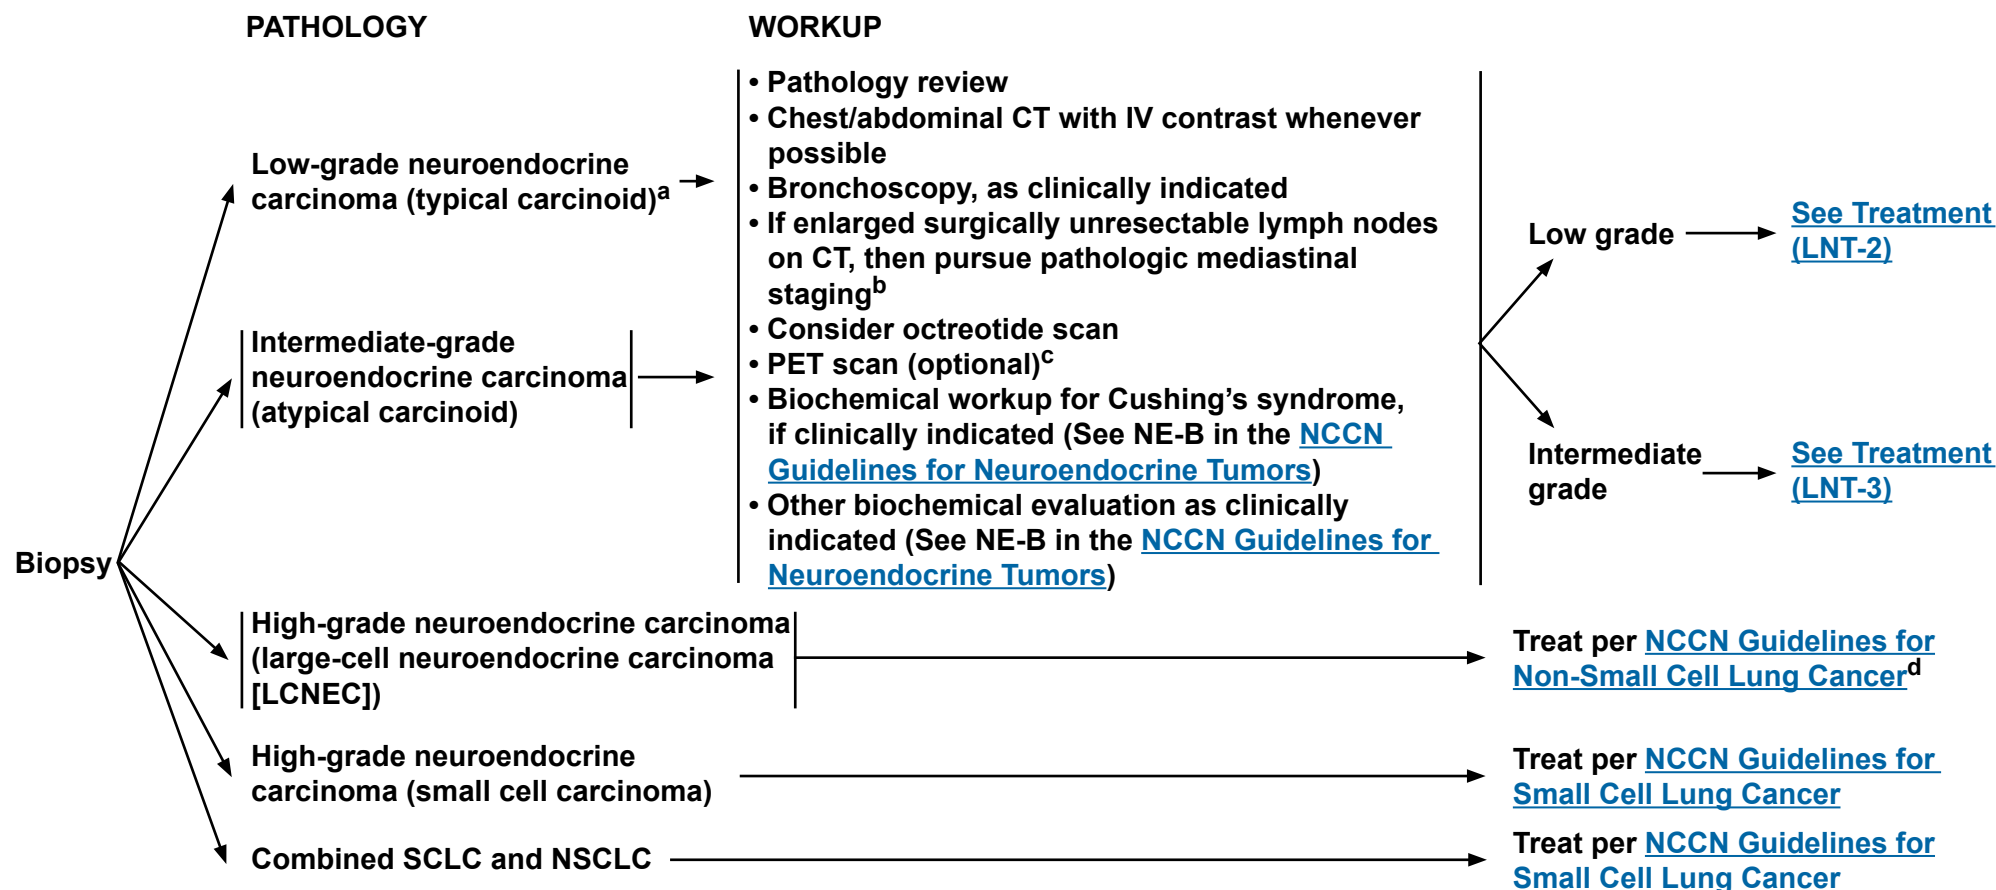 PATHOLOGY
WORKUP
Biopsy
Low-grade neuroendocrine
carcinoma (typical carcinoid)a
Intermediate-grade
neuroendocrine carcinoma
(atypical carcinoid)
• Pathology review
• Chest/abdominal CT with IV contrast whenever
possible
• Bronchoscopy, as clinically indicated
• If enlarged surgically unresectable lymph nodes
on CT, then pursue pathologic mediastinal
stagingb
• Consider octreotide scan
• PET scan (optional)c
• Biochemical workup for Cushing’s syndrome,
if clinically indicated (See NE-B in the NCCN
Guidelines for Neuroendocrine Tumors)
• Other biochemical evaluation as clinically
indicated (See NE-B in the NCCN Guidelines for
Neuroendocrine Tumors)
Low grade
See Treatment
(LNT-2)
Intermediate
grade
See Treatment
(LNT-3)
High-grade neuroendocrine carcinoma
(large-cell neuroendocrine carcinoma
[LCNEC])
Treat per NCCN Guidelines for
Non-Small Cell Lung Cancerd
High-grade neuroendocrine
carcinoma (small cell carcinoma)
Treat per NCCN Guidelines for
Small Cell Lung Cancer
Combined SCLC and NSCLC
Treat per NCCN Guidelines for
Small Cell Lung Cancer